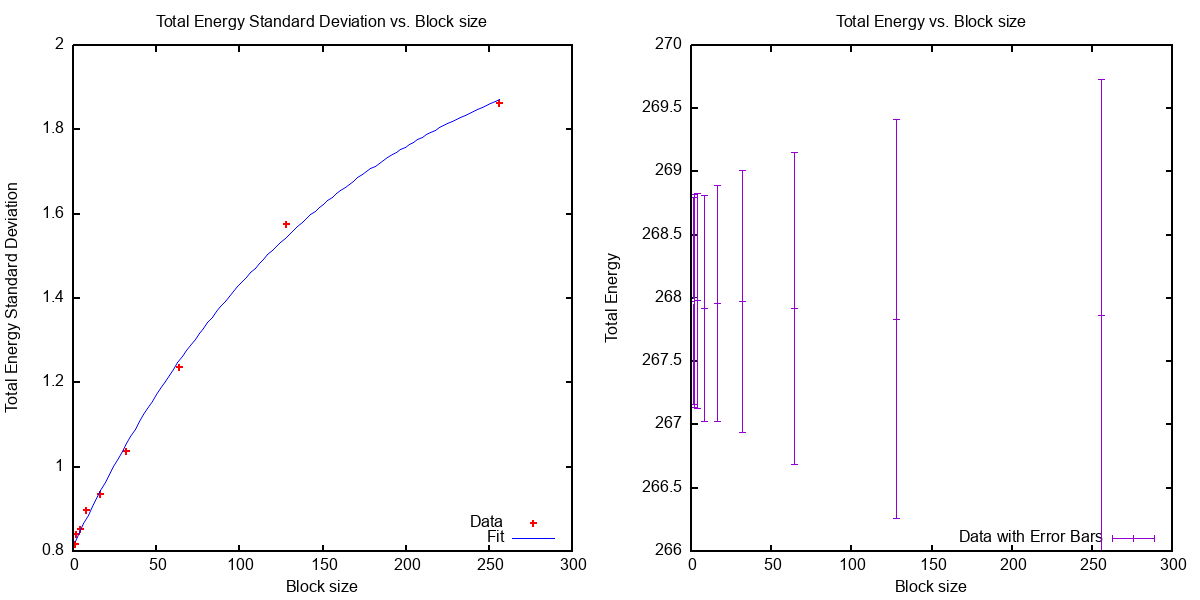 Total Energy Standard Deviation vs. Block size
2
1.8
1.6
1.4
1.2
1
0.8
0 50 100 150 200 250 300
Total Energy Standard Deviation
Block size
Data
Fit
Total Energy vs. Block size
270
269.5
269
268.5
268
267.5
267
266.5
266
0 50 100 150 200 250 300
Total Energy
Block size
Data with Error Bars